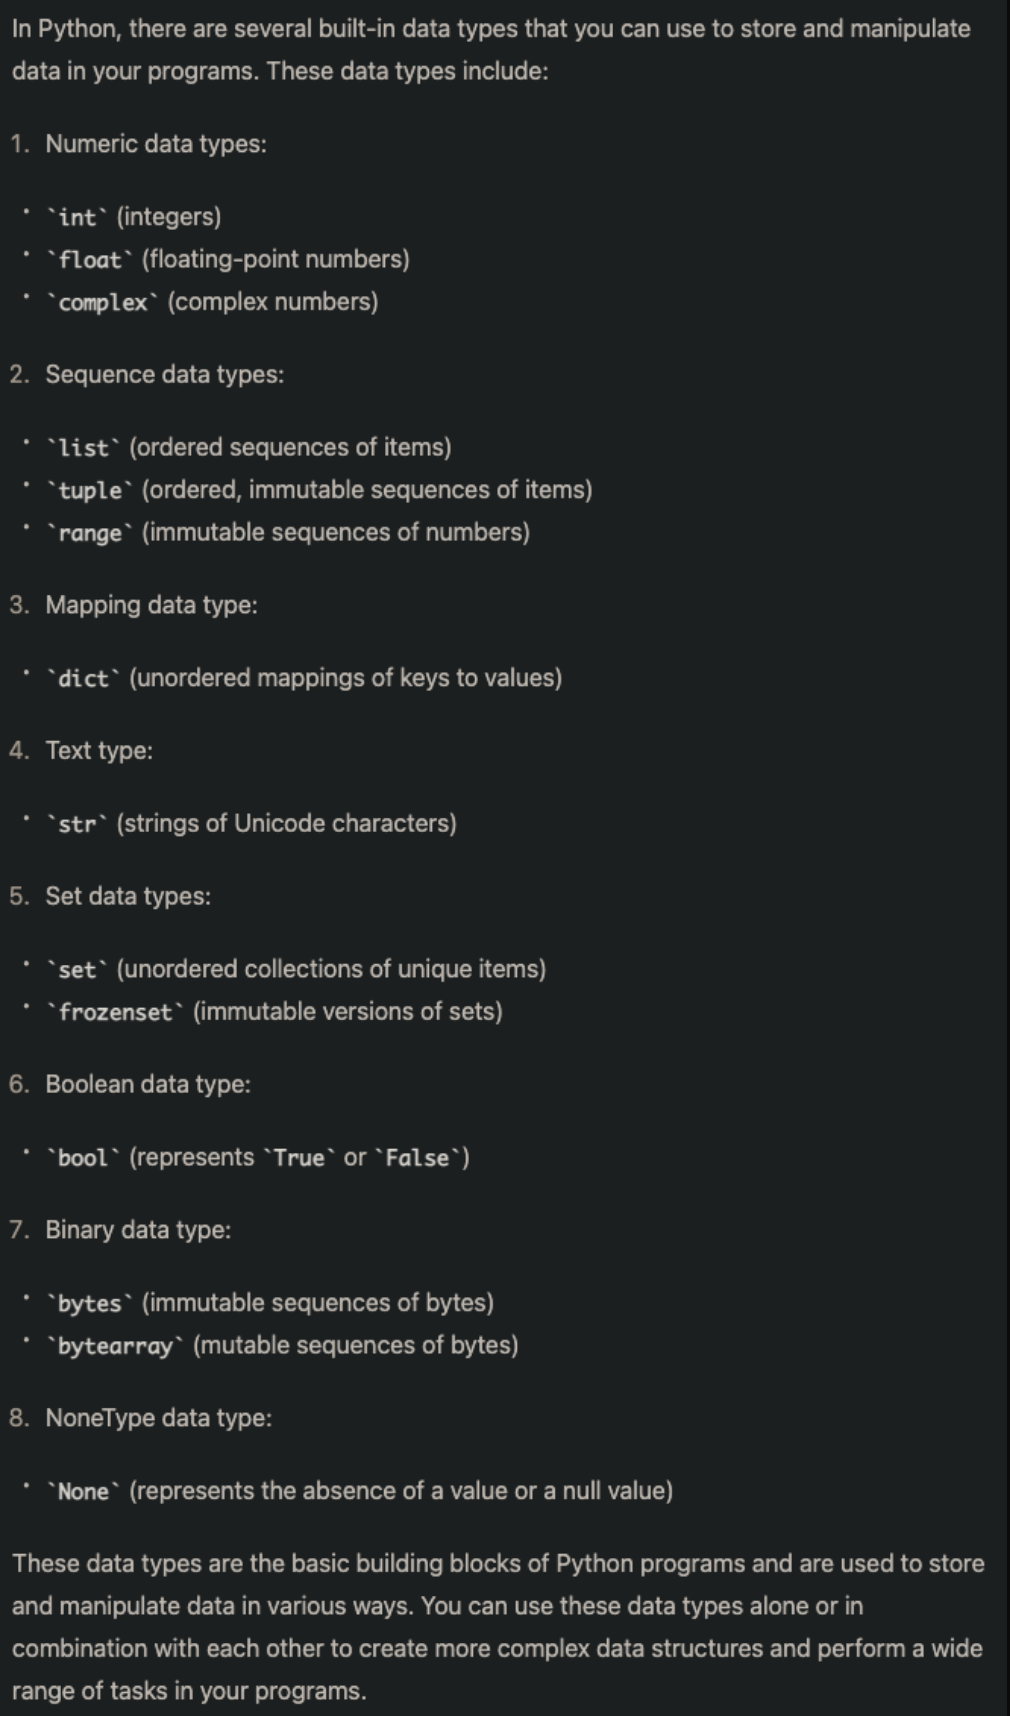 In Python, there are several built-in data types that you can use to store and manipulate
data in your programs. These data types include:
1. Numeric data types:
• `int` (integers)
• `float` (floating-point numbers)
• `complex` (complex numbers)
2. Sequence data types:
• `list` (ordered sequences of items)
• `tuple` (ordered, immutable sequences of items)
• `range` (immutable sequences of numbers)
3. Mapping data type:
• `dict` (unordered mappings of keys to values)
4. Text type:
• `str` (strings of Unicode characters)
5. Set data types:
• `set` (unordered collections of unique items)
• `frozenset` (immutable versions of sets)
6. Boolean data type:
• `bool` (represents `True` or `False`)
7. Binary data type:
• `bytes` (immutable sequences of bytes)
• `bytearray` (mutable sequences of bytes)
8. NoneType data type:
• `None` (represents the absence of a value or a null value)
These data types are the basic building blocks of Python programs and are used to store
and manipulate data in various ways. You can use these data types alone or in
combination with each other to create more complex data structures and perform a wide
range of tasks in your programs.